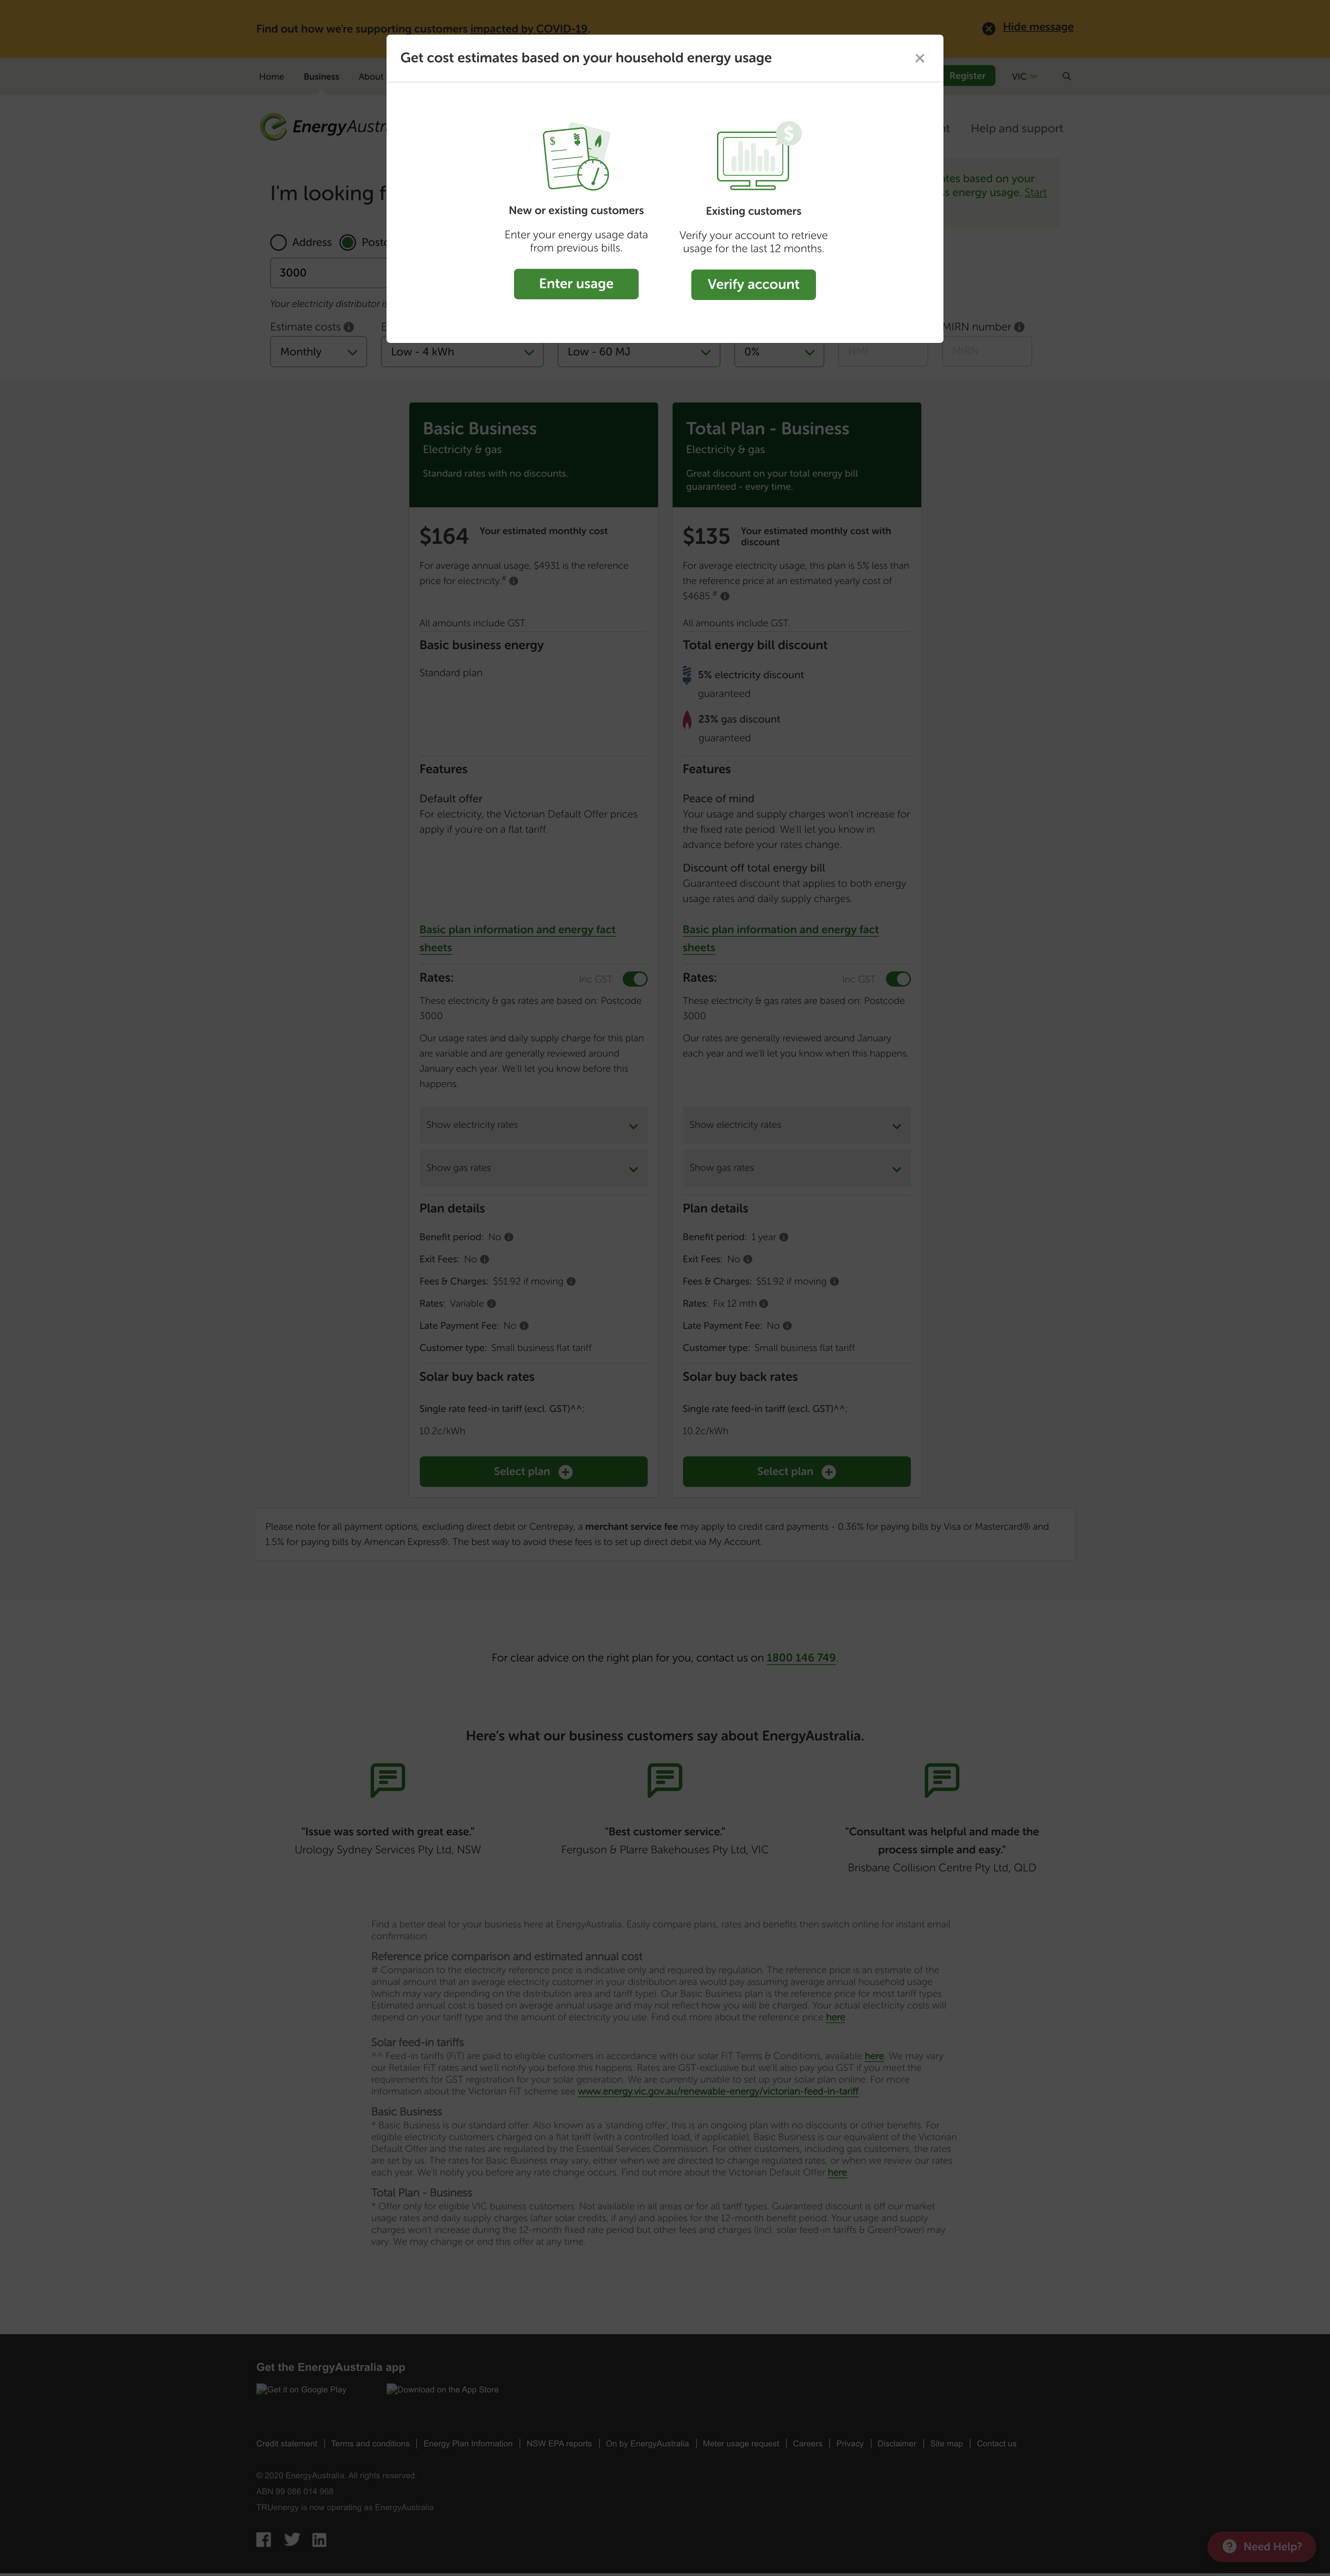 Find out how we're supporting customers impacted by COVID-19.
Hide message
Get cost estimates based on your household energy usage
Home Business About
Register VIC
EnergyAustr
Help and support
I'm looking f
ates based on your
s energy usage. Start
New or existing customers
Enter your energy usage data
from previous bills.
Enter usage
Existing customers
Verify your account to retrieve
usage for the last 12 months.
Verify account
Address Postc
3000
Your electricity distributor is
Estimate costs
MIRN number
Monthly Low - 4 kWh Low - 60 MJ 0% NMI MIRN
Basic Business
Electricity & gas
Standard rates with no discounts.
$164 Your estimated monthly cost
For average annual usage, $4931 is the reference
price for electricity.#
All amounts include GST.
Basic business energy
Standard plan
Features
Default offer
For electricity, the Victorian Default Offer prices
apply if you're on a flat tariff.
Basic plan information and energy fact
sheets
Rates: Inc GST
These electricity & gas rates are based on: Postcode
3000
Our usage rates and daily supply charge for this plan
are variable and are generally reviewed around
January each year. We'll let you know before this
happens.
Show electricity rates
Show gas rates
Plan details
Benefit period: No
Exit Fees: No
Fees & Charges: $51.92 if moving
Rates: Variable
Late Payment Fee: No
Customer type: Small business flat tariff
Solar buy back rates
Single rate feed-in tariff (excl. GST)^^:
10.2c/kWh
Select plan
Total Plan - Business
Electricity & gas
Great discount on your total energy bill
guaranteed - every time.
$135 Your estimated monthly cost with
discount
For average electricity usage, this plan is 5% less than
the reference price at an estimated yearly cost of
$4685.#
All amounts include GST.
Total energy bill discount
5% electricity discount
guaranteed
23% gas discount
guaranteed
Features
Peace of mind
Your usage and supply charges won't increase for
the fixed rate period. We'll let you know in
advance before your rates change.
Discount off total energy bill
Guaranteed discount that applies to both energy
usage rates and daily supply charges.
Basic plan information and energy fact
sheets
Rates: Inc GST
These electricity & gas rates are based on: Postcode
3000
Our rates are generally reviewed around January
each year and we'll let you know when this happens.
Show electricity rates
Show gas rates
Plan details
Benefit period: 1 year
Exit Fees: No
Fees & Charges: $51.92 if moving
Rates: Fix 12 mth
Late Payment Fee: No
Customer type: Small business flat tariff
Solar buy back rates
Single rate feed-in tariff (excl. GST)^^:
10.2c/kWh
Select plan
Please note for all payment options, excluding direct debit or Centrepay, a merchant service fee may apply to credit card payments - 0.36% for paying bills by Visa or Mastercard® and
1.5% for paying bills by American Express®. The best way to avoid these fees is to set up direct debit via My Account.
For clear advice on the right plan for you, contact us on 1800 146 749.
Here's what our business customers say about EnergyAustralia.
"Issue was sorted with great ease."
Urology Sydney Services Pty Ltd, NSW
"Best customer service."
Ferguson & Plarre Bakehouses Pty Ltd, VIC
"Consultant was helpful and made the
process simple and easy."
Brisbane Collision Centre Pty Ltd, QLD
Find a better deal for your business here at EnergyAustralia. Easily compare plans, rates and benefits then switch online for instant email
confirmation.
Reference price comparison and estimated annual cost
# Comparison to the electricity reference price is indicative only and required by regulation. The reference price is an estimate of the
annual amount that an average electricity customer in your distribution area would pay assuming average annual household usage
(which may vary depending on the distribution area and tariff type). Our Basic Business plan is the reference price for most tariff types.
Estimated annual cost is based on average annual usage and may not reflect how you will be charged. Your actual electricity costs will
depend on your tariff type and the amount of electricity you use. Find out more about the reference price here.
Solar feed-in tariffs
^^ Feed-in tariffs (FiT) are paid to eligible customers in accordance with our solar FiT Terms & Conditions, available here. We may vary
our Retailer FiT rates and we'll notify you before this happens. Rates are GST-exclusive but we'll also pay you GST if you meet the
requirements for GST registration for your solar generation. We are currently unable to set up your solar plan online. For more
information about the Victorian FiT scheme see www.energy.vic.gov.au/renewable-energy/victorian-feed-in-tariff.
Basic Business
* Basic Business is our standard offer. Also known as a 'standing offer', this is an ongoing plan with no discounts or other benefits. For
eligible electricity customers charged on a flat tariff (with a controlled load, if applicable), Basic Business is our equivalent of the Victorian
Default Offer and the rates are regulated by the Essential Services Commission. For other customers, including gas customers, the rates
are set by us. The rates for Basic Business may vary, either when we are directed to change regulated rates, or when we review our rates
each year. We'll notify you before any rate change occurs. Find out more about the Victorian Default Offer here.
Total Plan - Business
* Offer only for eligible VIC business customers. Not available in all areas or for all tariff types. Guaranteed discount is off our market
usage rates and daily supply charges (after solar credits, if any) and applies for the 12-month benefit period. Your usage and supply
charges won't increase during the 12-month fixed rate period but other fees and charges (incl. solar feed-in tariffs & GreenPower) may
vary. We may change or end this offer at any time.
Get the EnergyAustralia app
Get it on Google Play Download on the App Store
Credit statement Terms and conditions Energy Plan Information NSW EPA reports On by EnergyAustralia Meter usage request Careers Privacy Disclaimer Site map Contact us
© 2020 EnergyAustralia. All rights reserved.
ABN 99 086 014 968
TRUenergy is now operating as EnergyAustralia
Need Help?